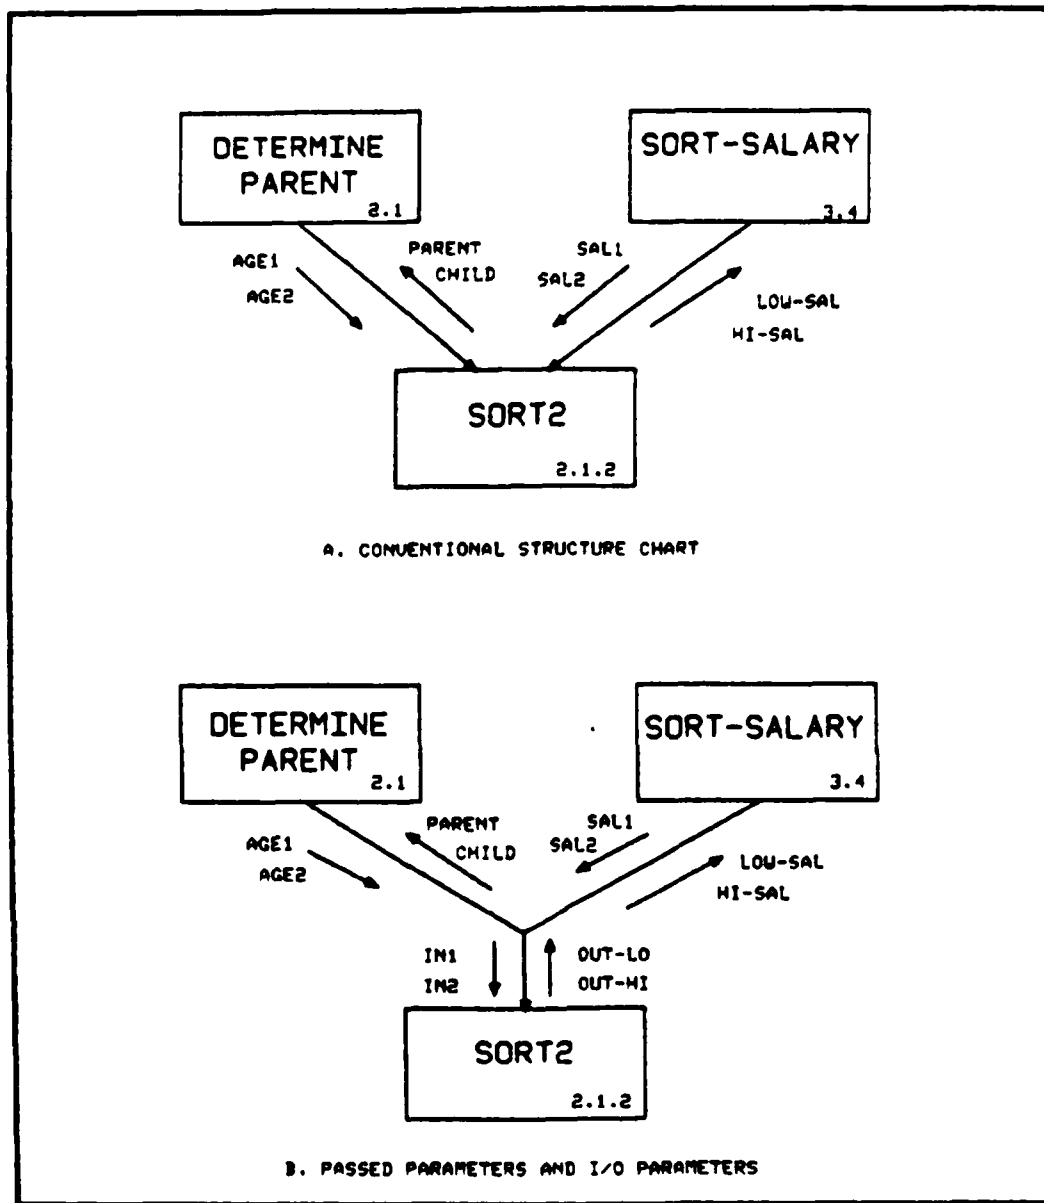 DETERMINE
PARENT
2.1
SORT-SALARY
3.4
AGE1
AGE2
PARENT
CHILD
SAL1
SAL2
LOW-SAL
HI-SAL
SORT2
2.1.2
A. CONVENTIONAL STRUCTURE CHART
DETERMINE
PARENT
2.1
SORT-SALARY
3.4
AGE1
AGE2
PARENT
CHILD
SAL1
SAL2
LOW-SAL
HI-SAL
IN1
IN2
OUT-LO
OUT-HI
SORT2
2.1.2
B. PASSED PARAMETERS AND I/O PARAMETERS